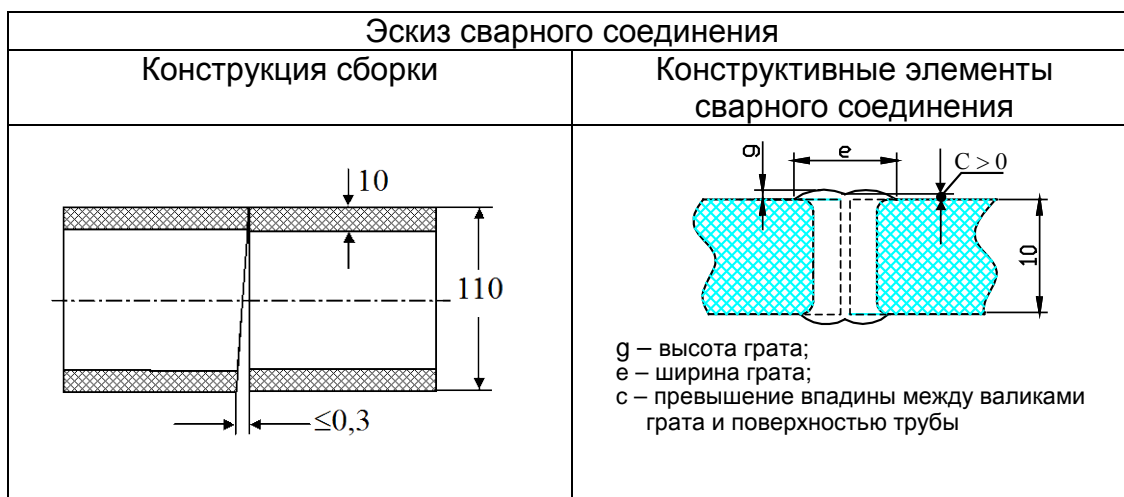 Эскиз сварного соединения
Конструкция сборки
Конструктивные элементы
сварного соединения
10
110
≤0,3
g
e
C > 0
10
g – высота грата;
e – ширина грата;
с – превышение впадины между валиками
грата и поверхностью трубы